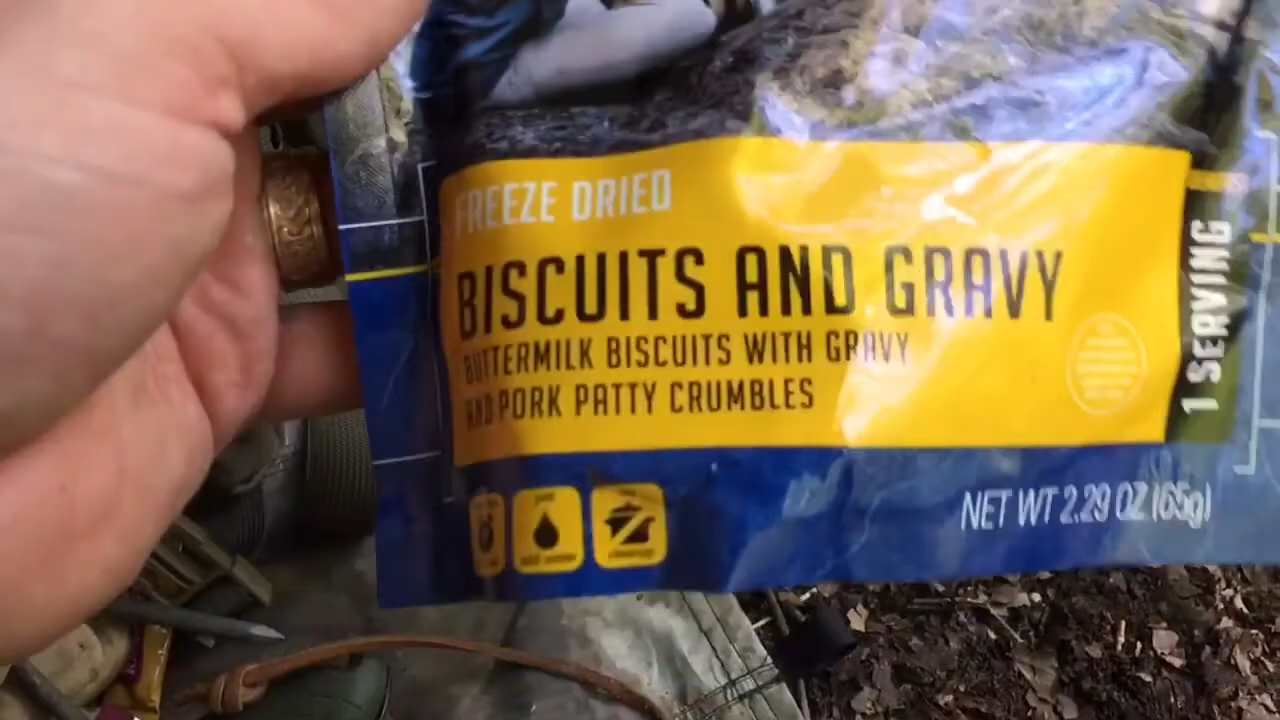 FREEZE DRIED
BISCUITS AND GRAVY
BUTTERMILK BISCUITS WITH GRAVY
AND PORK PATTY CRUMBLES
1 SERVING
NET WT 2.29 OZ (65g)